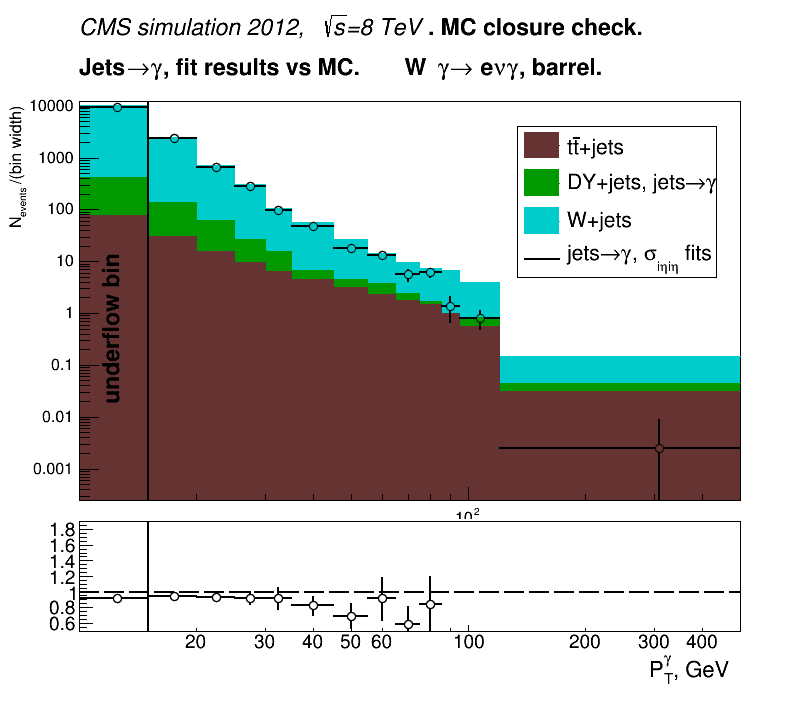 CMS simulation 2012, √s=8 TeV . MC closure check.
Jets→γ, fit results vs MC. W γ→ eνγ, barrel.
N_events /(bin width)
10000
1000
100
10
1
0.1
0.01
0.001
underflow bin
tt̄+jets
DY+jets, jets→γ
W+jets
jets→γ, σ_iηiη fits
10²
1.8
1.6
1.4
1.2
1
0.8
0.6
20 30 40 50 60 100 200 300 400
P_T^γ, GeV